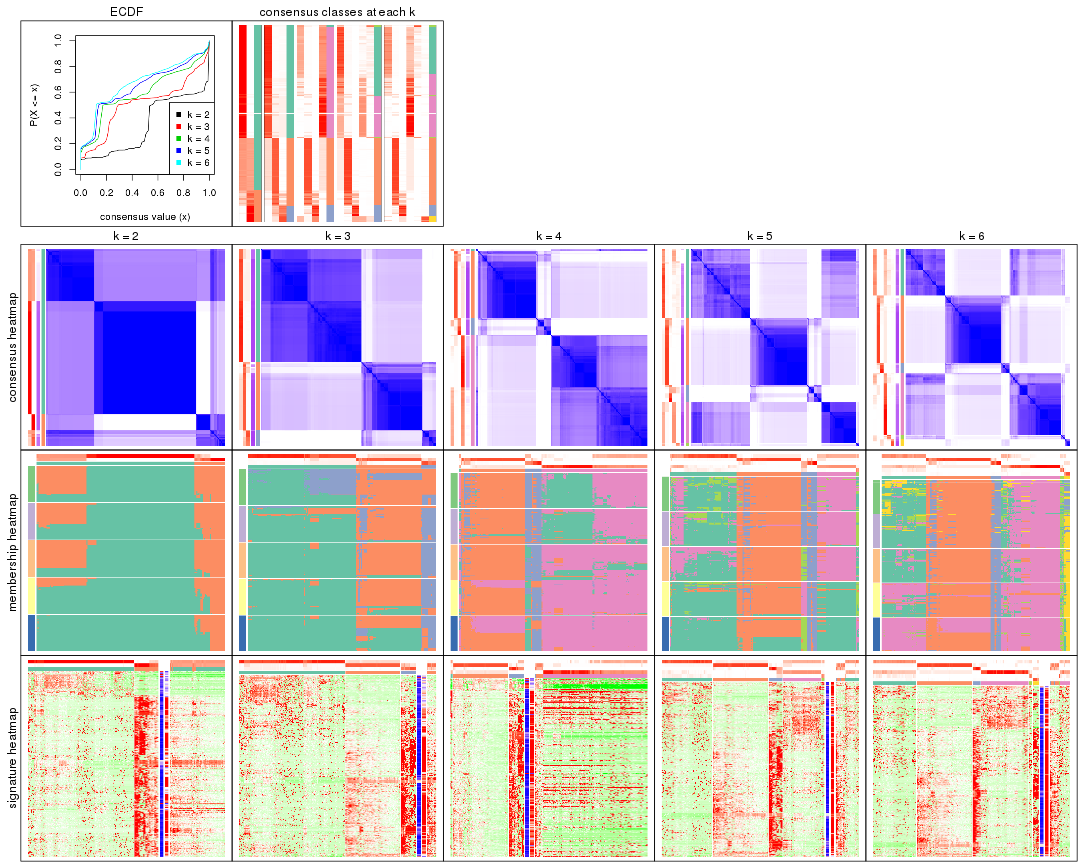 ECDF
consensus classes at each k
P(X <= x)
0.0 0.2 0.4 0.6 0.8 1.0
k = 2
k = 3
k = 4
k = 5
k = 6
0.0 0.2 0.4 0.6 0.8 1.0
consensus value (x)
k = 2
k = 3
k = 4
k = 5
k = 6
consensus heatmap
membership heatmap
signature heatmap